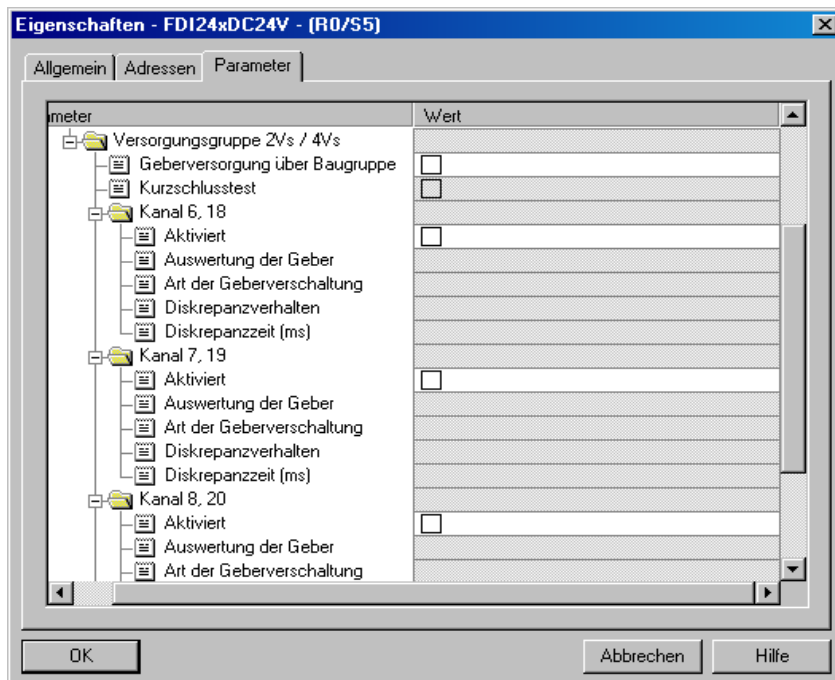 Eigenschaften - FDI24xDC24V - (R0/S5)
Allgemein Adressen Parameter
ameter Wert
Versorgungsgruppe 2Vs / 4Vs
Geberversorgung über Baugruppe
Kurzschlusstest
Kanal 6, 18
Aktiviert
Auswertung der Geber
Art der Geberverschaltung
Diskrepanzverhalten
Diskrepanzzeit (ms)
Kanal 7, 19
Aktiviert
Auswertung der Geber
Art der Geberverschaltung
Diskrepanzverhalten
Diskrepanzzeit (ms)
Kanal 8, 20
Aktiviert
Auswertung der Geber
Art der Geberverschaltung
OK Abbrechen Hilfe